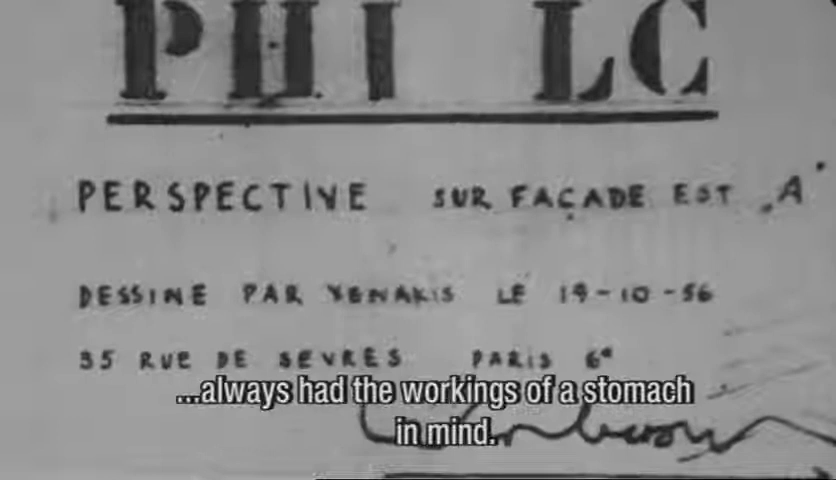 PHI LC
PERSPECTIVE SUR FAÇADE EST "A"
DESSINE PAR XENAKIS LE 19-10-56
35 RUE DE SEVRES PARIS 6e
...always had the workings of a stomach
in mind.